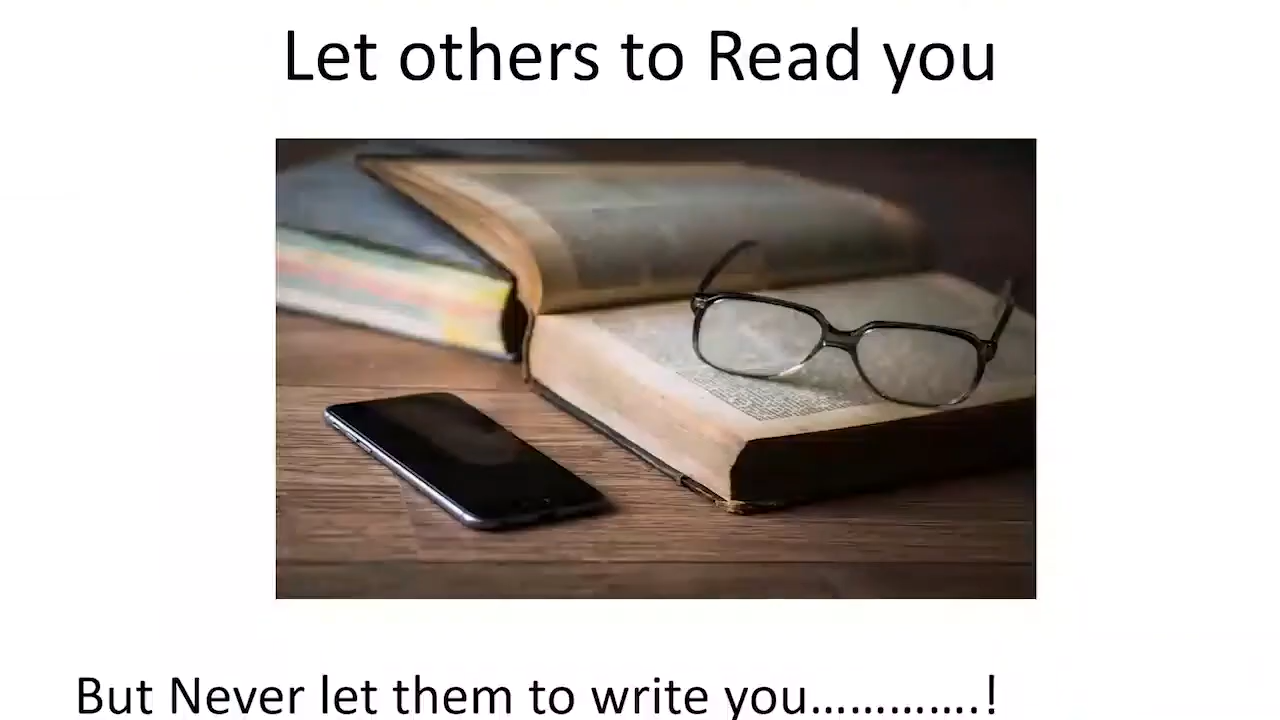 Let others to Read you
But Never let them to write you………….!